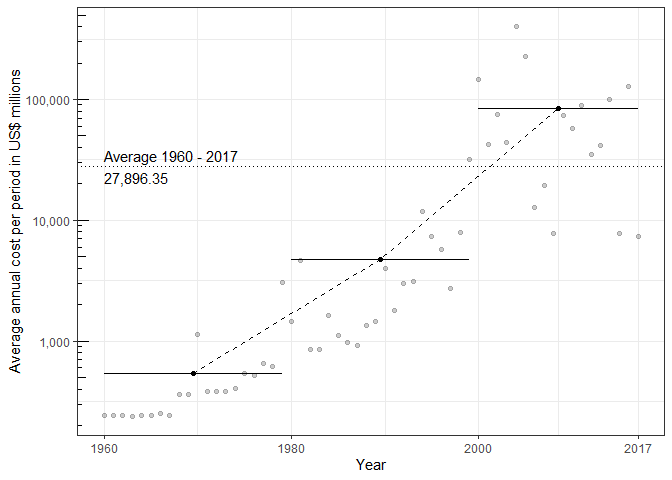 Average annual cost per period in US$ millions
100,000
10,000
1,000
Average 1960 - 2017
27,896.35
1960
1980
2000
2017
Year